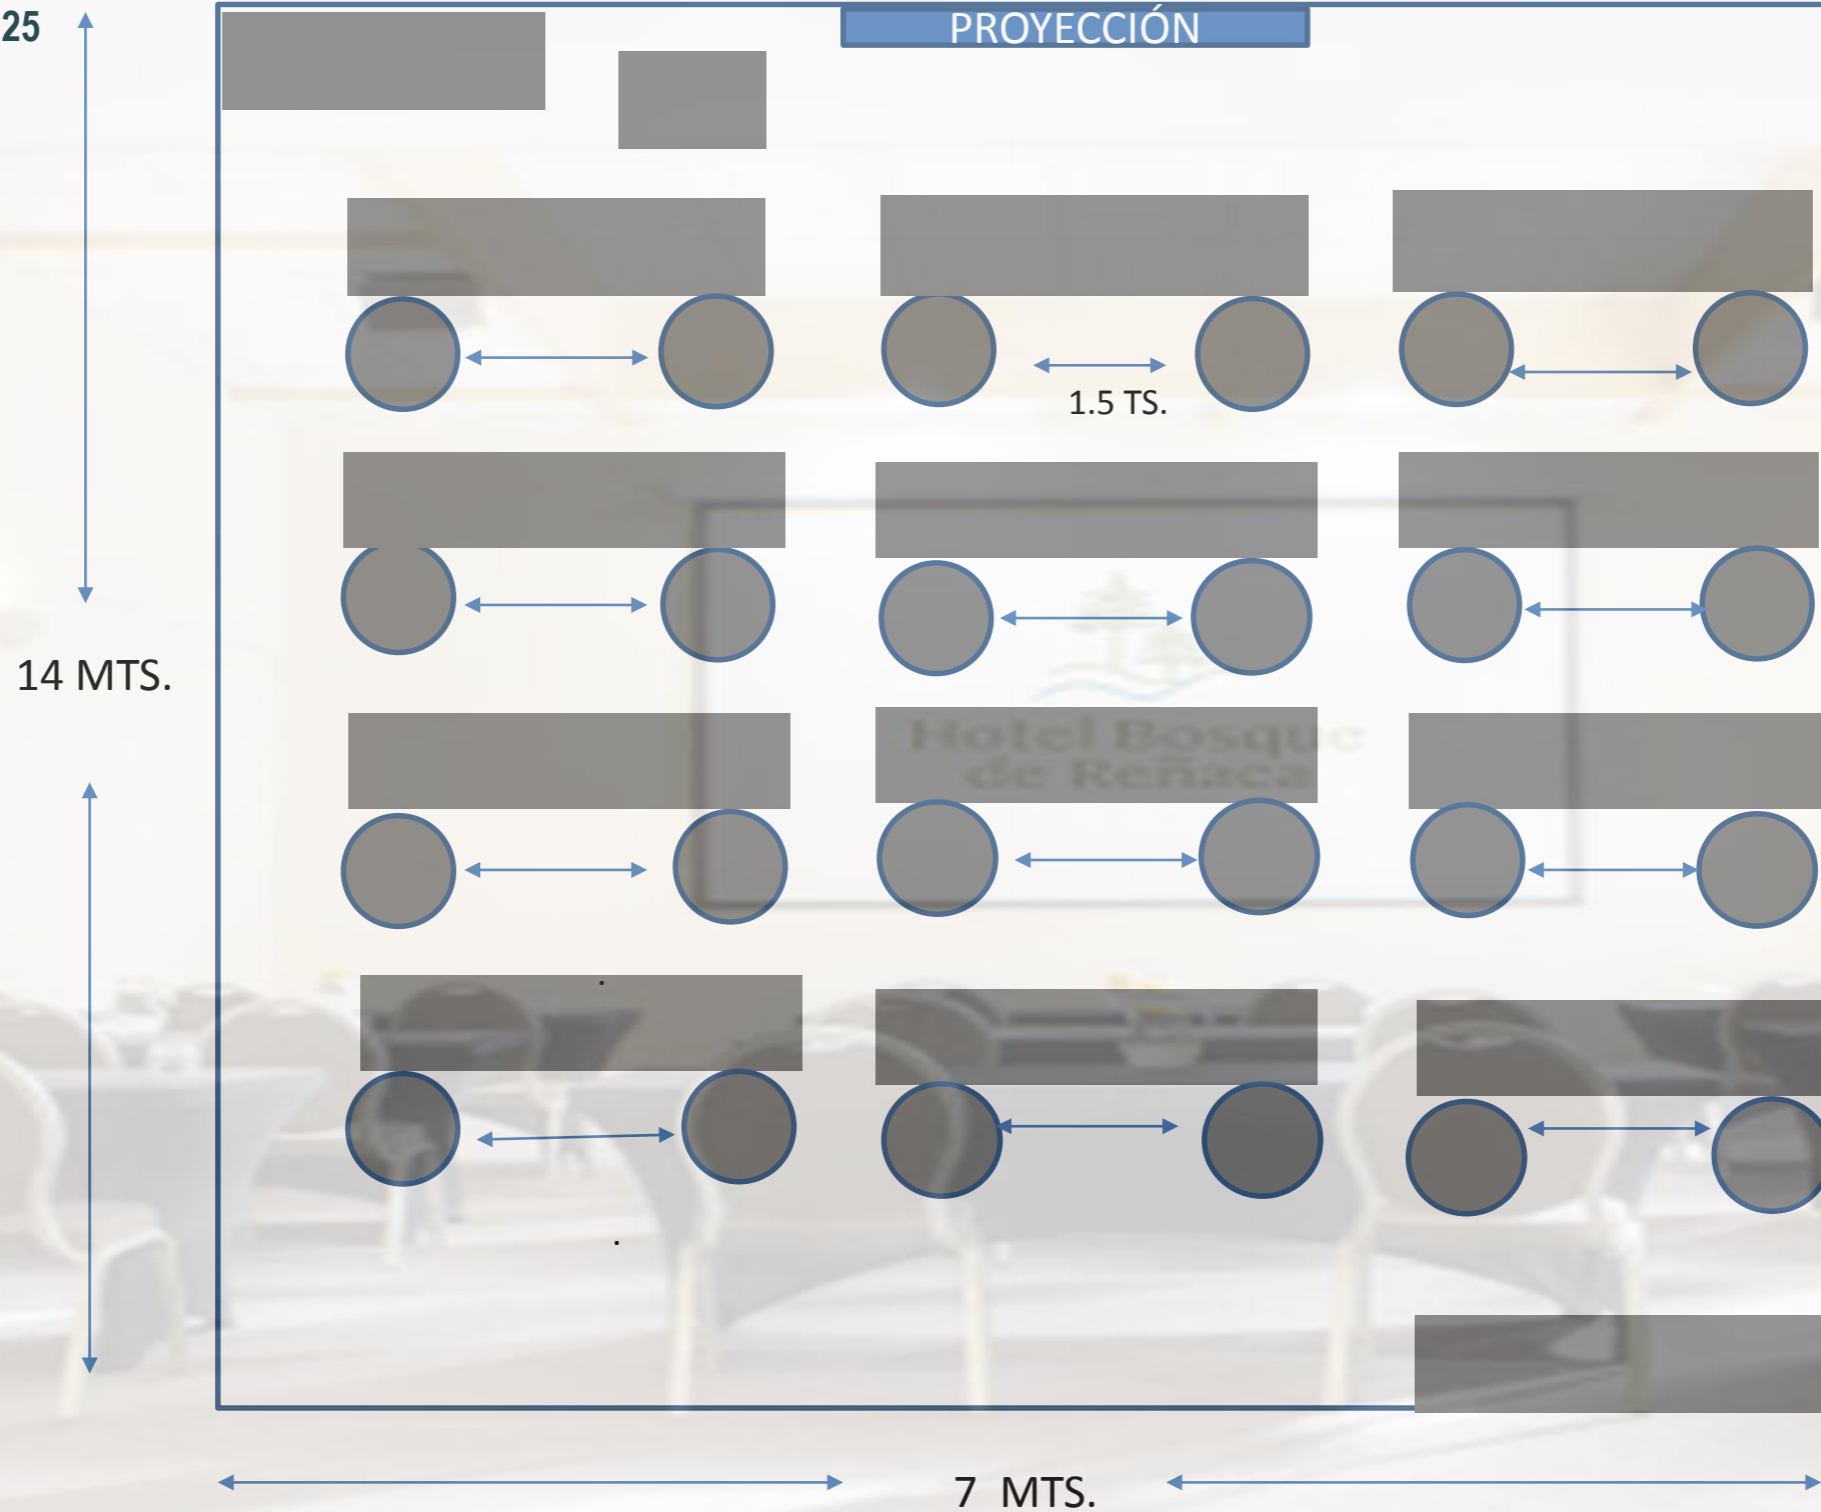 25
PROYECCIÓN
1.5 TS.
14 MTS.
Hotel Bosque
de Reñaca
7 MTS.